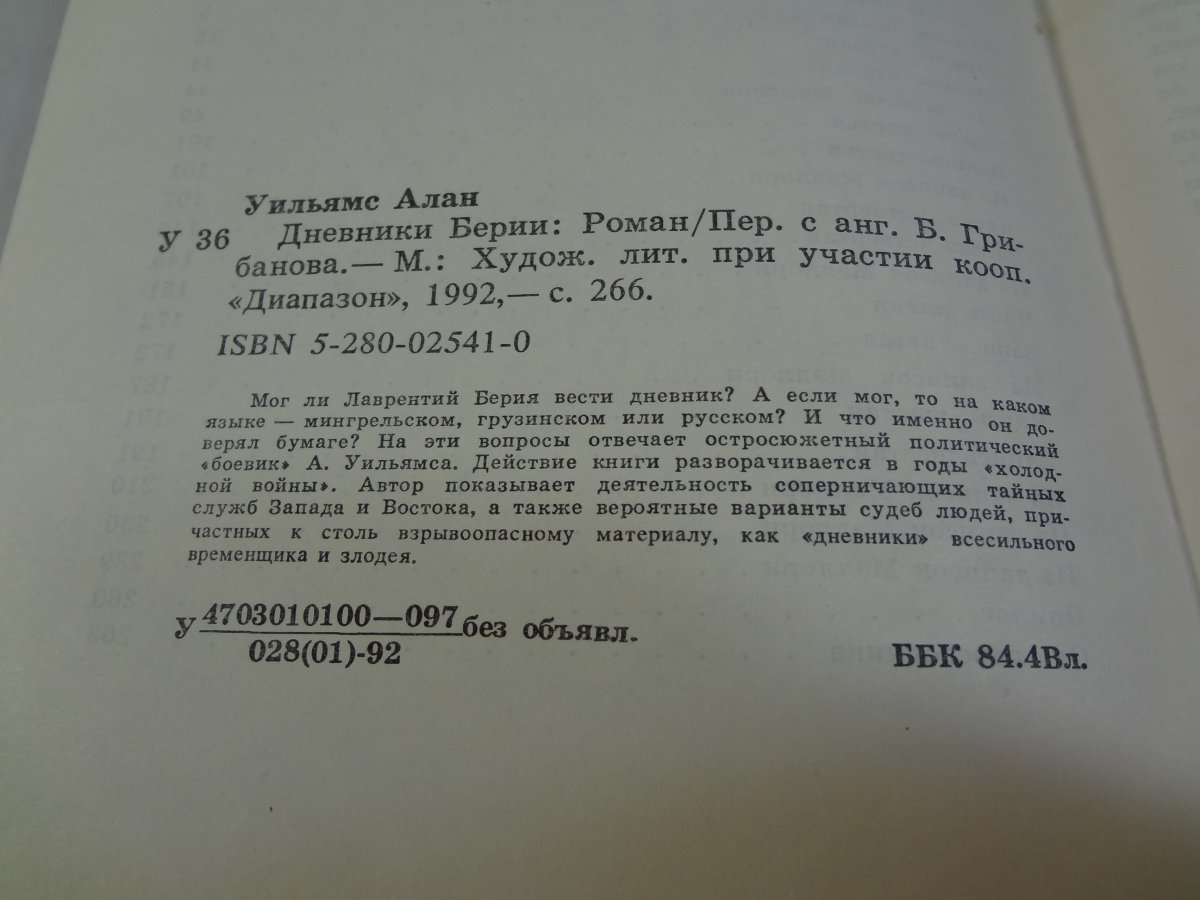 Уильямс Алан
У 36 Дневники Берии: Роман/Пер. с анг. Б. Гри-
банова.— М.: Худож. лит. при участии кооп.
«Диапазон», 1992,— с. 266.
ISBN 5-280-02541-0
Мог ли Лаврентий Берия вести дневник? А если мог, то на каком
языке — мингрельском, грузинском или русском? И что именно он до-
верял бумаге? На эти вопросы отвечает остросюжетный политический
«боевик» А. Уильямса. Действие книги разворачивается в годы «холод-
ной войны». Автор показывает деятельность соперничающих тайных
служб Запада и Востока, а также вероятные варианты судеб людей, при-
частных к столь взрывоопасному материалу, как «дневники» всесильного
временщика и злодея.
У 4703010100—097 без объявл.
028(01)-92
ББК 84.4Вл.